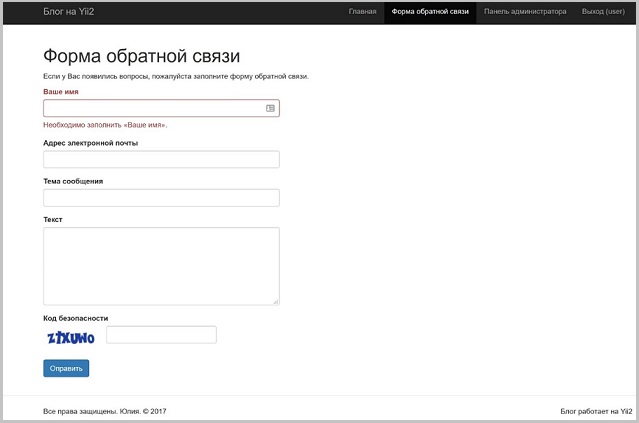 Блог на Yii2
Главная Форма обратной связи Панель администратора Выход (user)
Форма обратной связи
Если у Вас появились вопросы, пожалуйста заполните форму обратной связи.
Ваше имя
Необходимо заполнить «Ваше имя».
Адрес электронной почты
Тема сообщения
Текст
Код безопасности
ztxuwo
Оправить
Все права защищены. Юлия. © 2017
Блог работает на Yii2